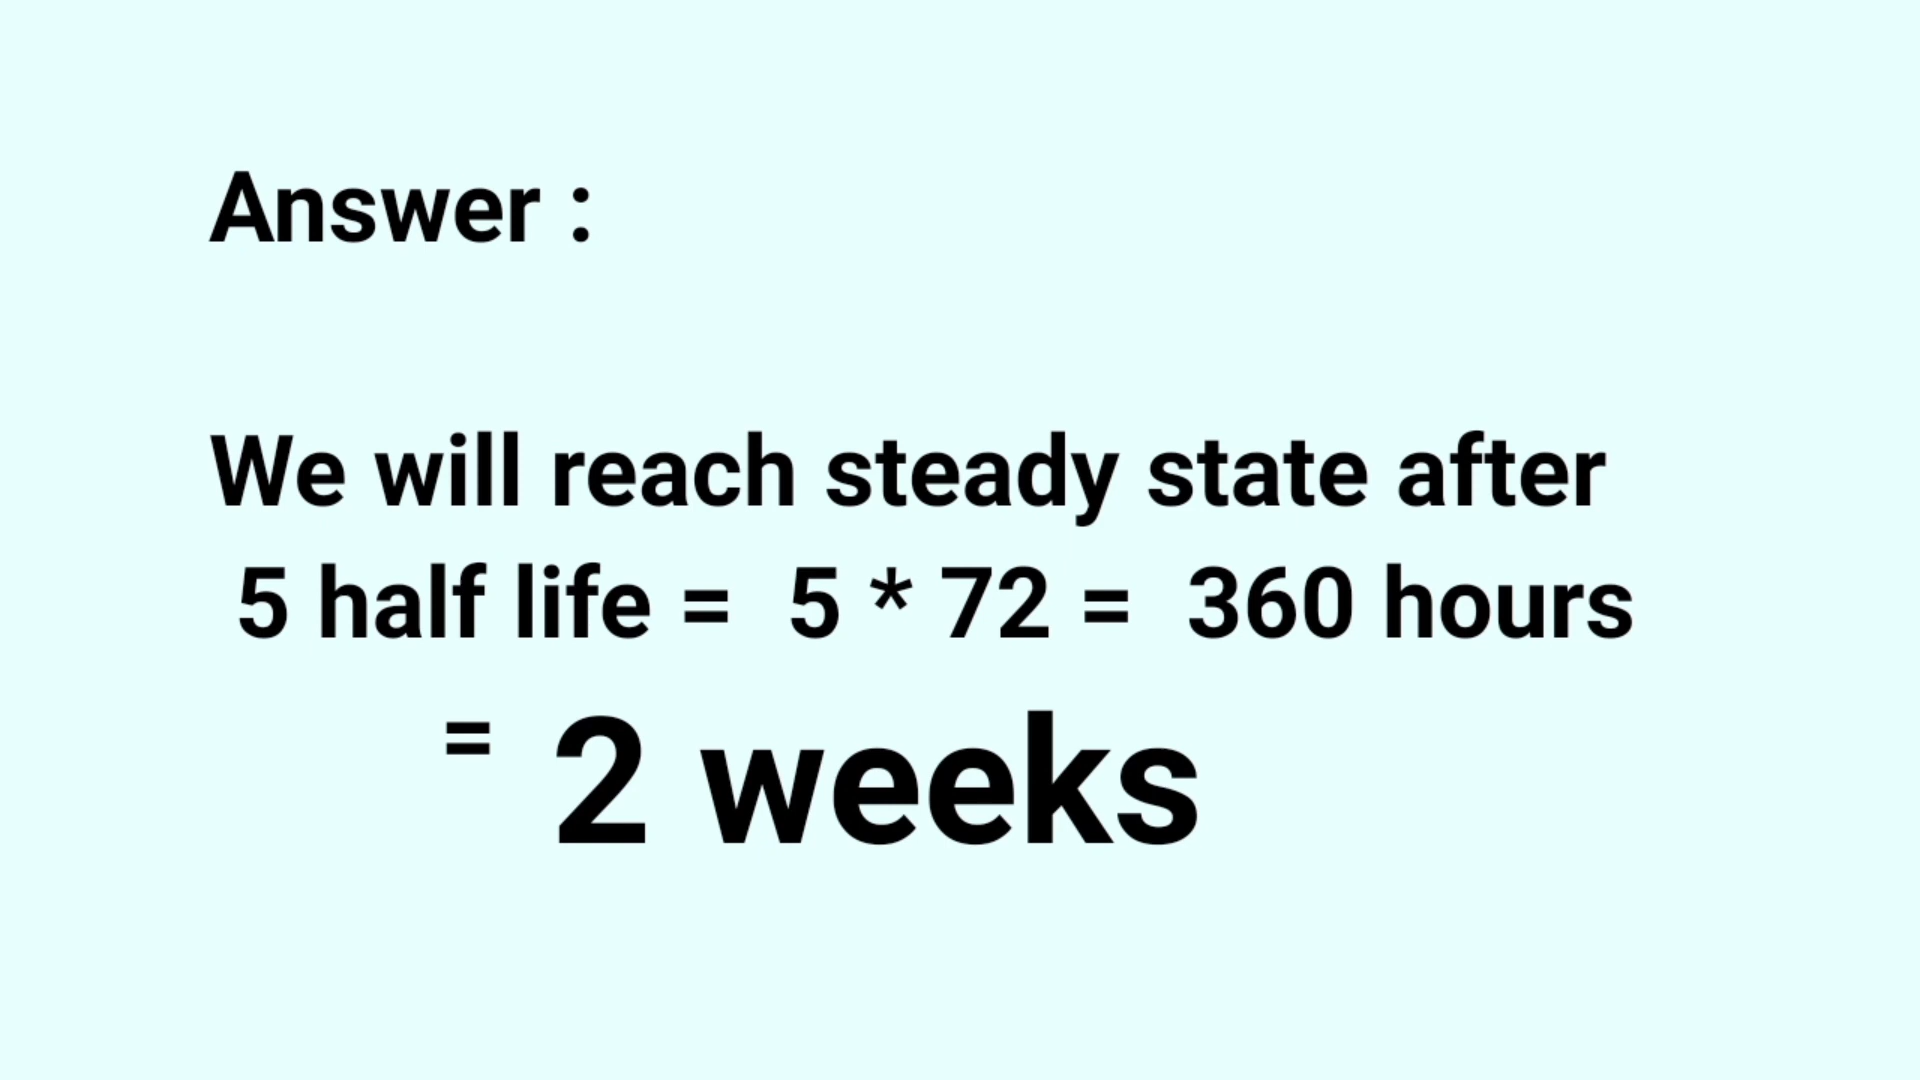 Answer :
We will reach steady state after
5 half life = 5 * 72 = 360 hours
= 2 weeks